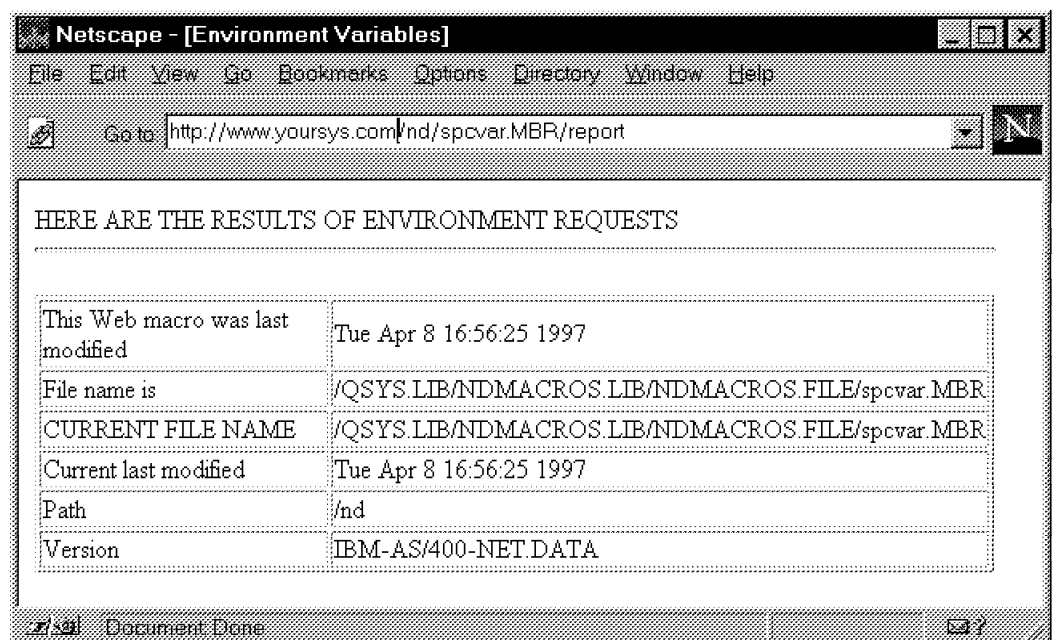 Netscape - [Environment Variables]
File Edit View Go Bookmarks Options Directory Window Help
Go to: http://www.yoursys.com/nd/spcvar.MBR/report
N
HERE ARE THE RESULTS OF ENVIRONMENT REQUESTS
This Web macro was last modified Tue Apr 8 16:56:25 1997
File name is /QSYS.LIB/NDMACROS.LIB/NDMACROS.FILE/spcvar.MBR
CURRENT FILE NAME /QSYS.LIB/NDMACROS.LIB/NDMACROS.FILE/spcvar.MBR
Current last modified Tue Apr 8 16:56:25 1997
Path /nd
Version IBM-AS/400-NET.DATA
Document: Done
?